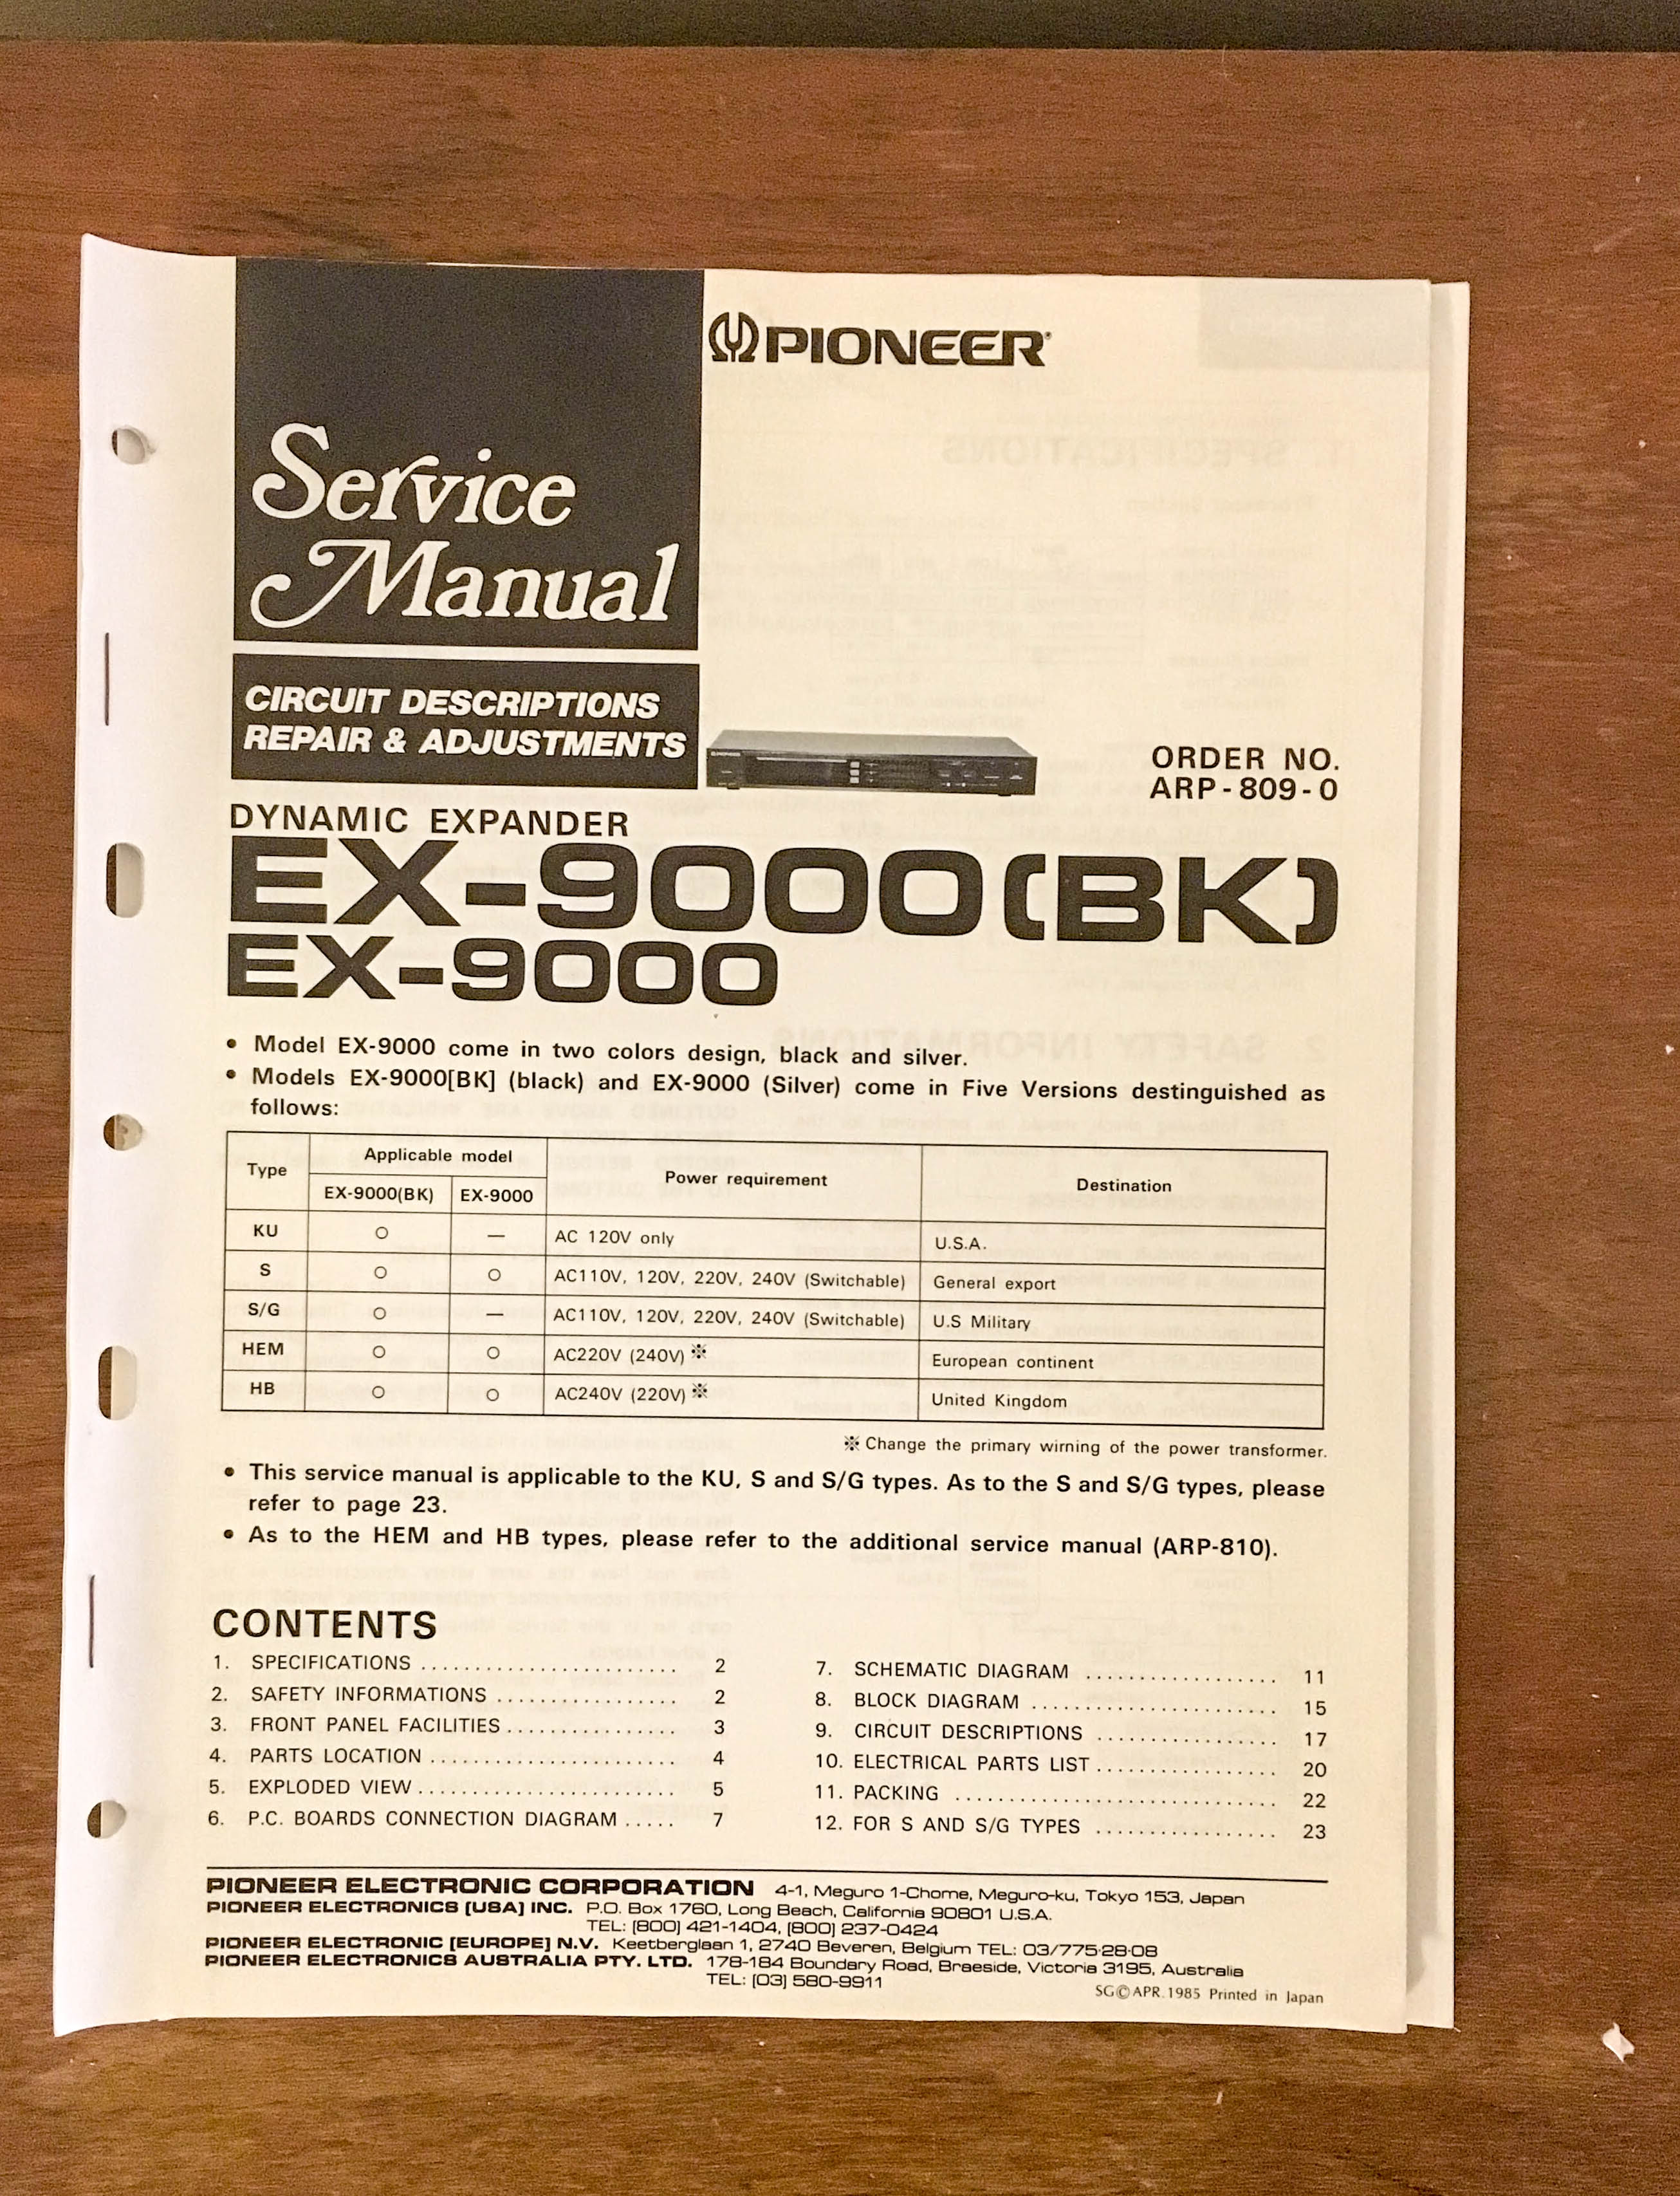 PIONEER
Service
Manual
CIRCUIT DESCRIPTIONS
REPAIR & ADJUSTMENTS
PIONEER
ORDER NO.
ARP-809-0
DYNAMIC EXPANDER
EX-9000(BK)
EX-9000
• Model EX-9000 come in two colors design, black and silver.
• Models EX-9000[BK] (black) and EX-9000 (Silver) come in Five Versions destinguished as
follows:
Type Applicable model Power requirement Destination
EX-9000(BK) EX-9000
KU ○ — AC 120V only U.S.A.
S ○ ○ AC110V, 120V, 220V, 240V (Switchable) General export
S/G ○ — AC110V, 120V, 220V, 240V (Switchable) U.S Military
HEM ○ ○ AC220V (240V) ※ European continent
HB ○ ○ AC240V (220V) ※ United Kingdom
※ Change the primary wirning of the power transformer.
• This service manual is applicable to the KU, S and S/G types. As to the S and S/G types, please
refer to page 23.
• As to the HEM and HB types, please refer to the additional service manual (ARP-810).
CONTENTS
1. SPECIFICATIONS ........................ 2
2. SAFETY INFORMATIONS ................. 2
3. FRONT PANEL FACILITIES ................ 3
4. PARTS LOCATION ....................... 4
5. EXPLODED VIEW ........................ 5
6. P.C. BOARDS CONNECTION DIAGRAM ..... 7
7. SCHEMATIC DIAGRAM .................. 11
8. BLOCK DIAGRAM ....................... 15
9. CIRCUIT DESCRIPTIONS ................. 17
10. ELECTRICAL PARTS LIST ................. 20
11. PACKING .............................. 22
12. FOR S AND S/G TYPES ................. 23
PIONEER ELECTRONIC CORPORATION 4-1, Meguro 1-Chome, Meguro-ku, Tokyo 153, Japan
PIONEER ELECTRONICS [USA] INC. P.O. Box 1760, Long Beach, California 90801 U.S.A.
TEL: [800] 421-1404, [800] 237-0424
PIONEER ELECTRONIC [EUROPE] N.V. Keetberglaan 1, 2740 Beveren, Belgium TEL: 03/775·28·08
PIONEER ELECTRONICS AUSTRALIA PTY. LTD. 178-184 Boundary Road, Braeside, Victoria 3195, Australia
TEL: [03] 580-9911
SG©APR.1985 Printed in Japan